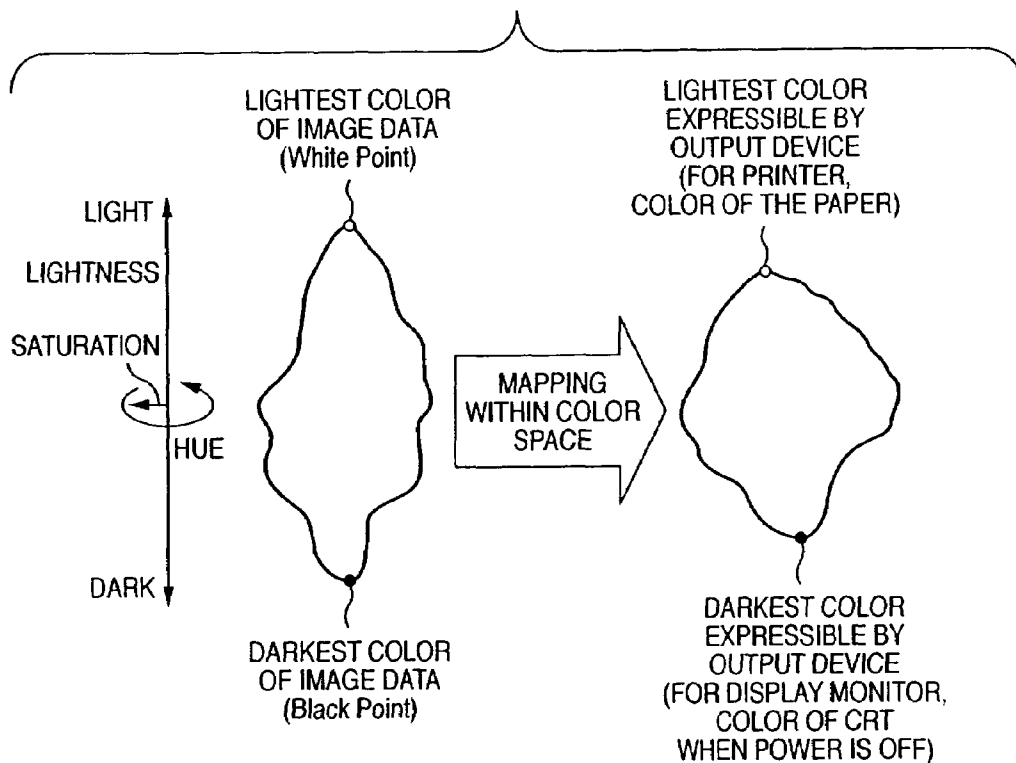 LIGHTEST COLOR
OF IMAGE DATA
(White Point)
LIGHTEST COLOR
EXPRESSIBLE BY
OUTPUT DEVICE
(FOR PRINTER,
COLOR OF THE PAPER)
LIGHT
LIGHTNESS
SATURATION
HUE
DARK
MAPPING
WITHIN COLOR
SPACE
DARKEST COLOR
OF IMAGE DATA
(Black Point)
DARKEST COLOR
EXPRESSIBLE BY
OUTPUT DEVICE
(FOR DISPLAY MONITOR,
COLOR OF CRT
WHEN POWER IS OFF)